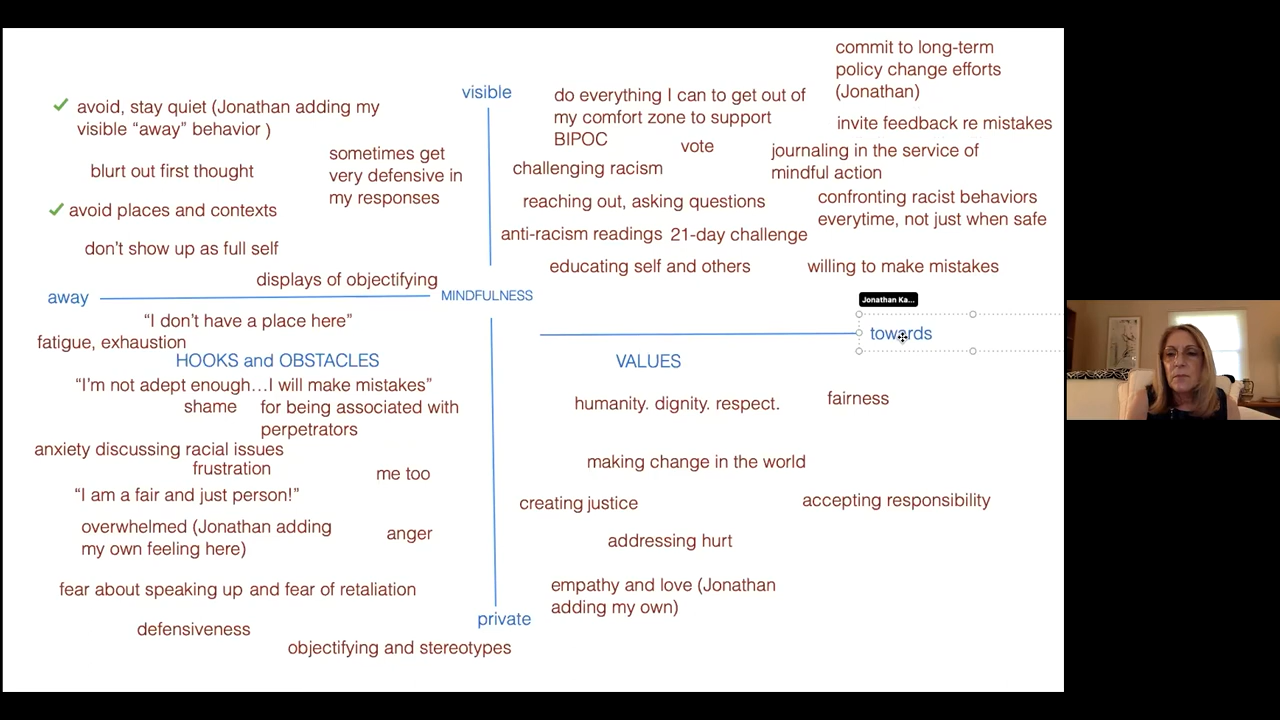 visible
avoid, stay quiet (Jonathan adding my
visible “away” behavior )
blurt out first thought
sometimes get
very defensive in
my responses
avoid places and contexts
don’t show up as full self
displays of objectifying
commit to long-term
policy change efforts
(Jonathan)
do everything I can to get out of
my comfort zone to support
BIPOC
vote
invite feedback re mistakes
challenging racism
journaling in the service of
mindful action
reaching out, asking questions
confronting racist behaviors
everytime, not just when safe
anti-racism readings
21-day challenge
educating self and others
willing to make mistakes
away
MINDFULNESS
Jonathan Ka...
towards
“I don’t have a place here”
fatigue, exhaustion
HOOKS and OBSTACLES
“I’m not adept enough…I will make mistakes”
shame
for being associated with
perpetrators
anxiety discussing racial issues
frustration
me too
“I am a fair and just person!”
overwhelmed (Jonathan adding
my own feeling here)
anger
fear about speaking up
and fear of retaliation
defensiveness
objectifying and stereotypes
VALUES
humanity. dignity. respect.
fairness
making change in the world
creating justice
accepting responsibility
addressing hurt
empathy and love (Jonathan
adding my own)
private